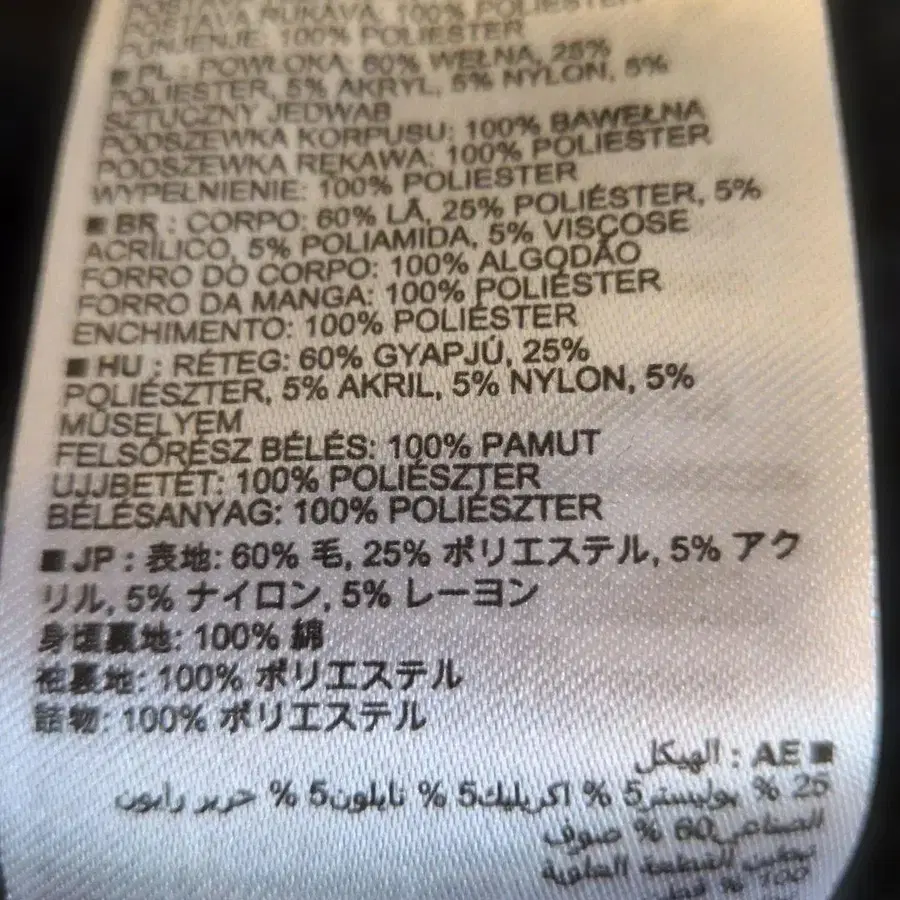 POSTAVA RUKÁVA: 100% POLIESTER
PUNJENJE: 100% POLIESTER
■ PL : POWŁOKA: 60% WEŁNA, 25%
POLIESTER, 5% AKRYL, 5% NYLON, 5%
SZTUCZNY JEDWAB
PODSZEWKA KORPUSU: 100% BAWEŁNA
PODSZEWKA RĘKAWA: 100% POLIESTER
WYPEŁNIENIE: 100% POLIESTER
■ BR : CORPO: 60% LÃ, 25% POLIÉSTER, 5%
ACRÍLICO, 5% POLIAMIDA, 5% VISCOSE
FORRO DO CORPO: 100% ALGODÃO
FORRO DA MANGA: 100% POLIÉSTER
ENCHIMENTO: 100% POLIÉSTER
■ HU : RÉTEG: 60% GYAPJÚ, 25%
POLIÉSZTER, 5% AKRIL, 5% NYLON, 5%
MŰSELYEM
FELSŐRÉSZ BÉLÉS: 100% PAMUT
UJJBETÉT: 100% POLIÉSZTER
BÉLÉSANYAG: 100% POLIÉSZTER
■ JP : 表地: 60% 毛, 25% ポリエステル, 5% アク
リル, 5% ナイロン, 5% レーヨン
身頃裏地: 100% 綿
袖裏地: 100% ポリエステル
詰物: 100% ポリエステル
■ AE : الهيكل
25 % بوليستر5 % اكريليك5 % نايلون5 % حرير رايون
الصناعي60 % صوف
تبطين القطعة العلوية
100 % قطن